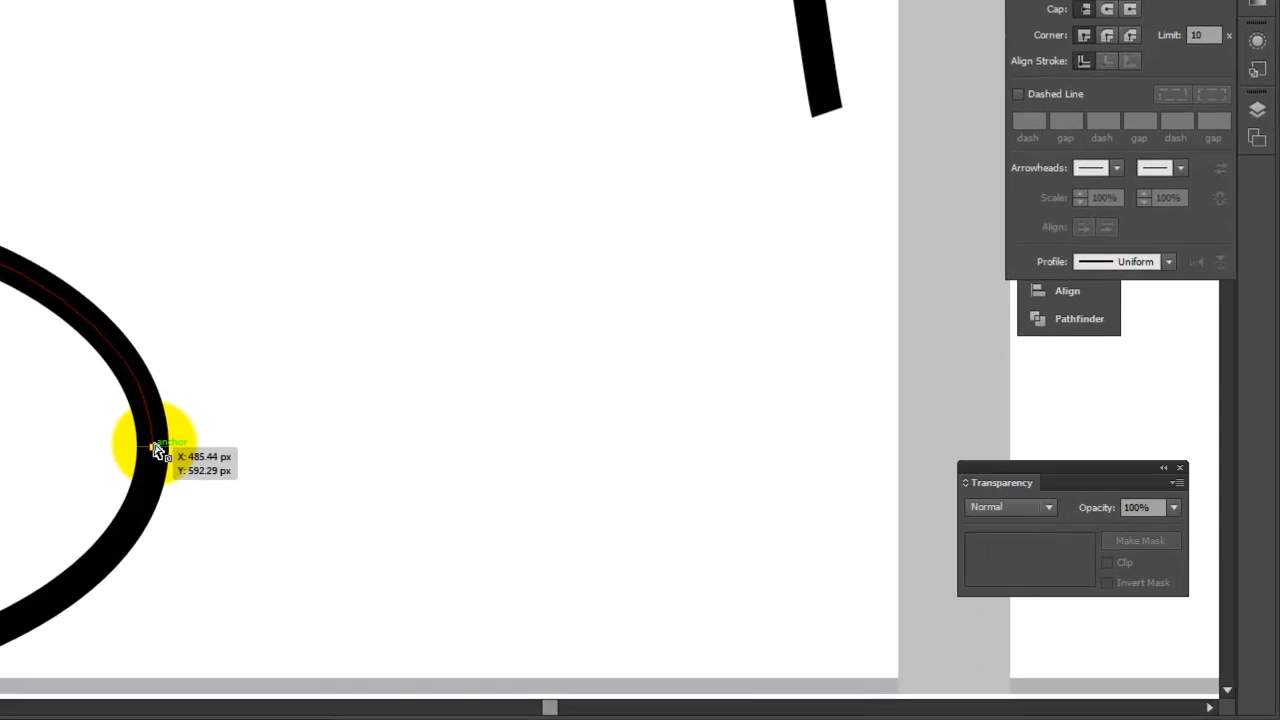 Cap:
Corner: Limit: 10 x
Align Stroke:
Dashed Line
dash gap dash gap dash gap
Arrowheads:
Scale: 100% 100%
Align:
Profile: Uniform
Align
Pathfinder
anchor
X: 485.44 px
Y: 592.29 px
Transparency
Normal Opacity: 100%
Make Mask
Clip
Invert Mask